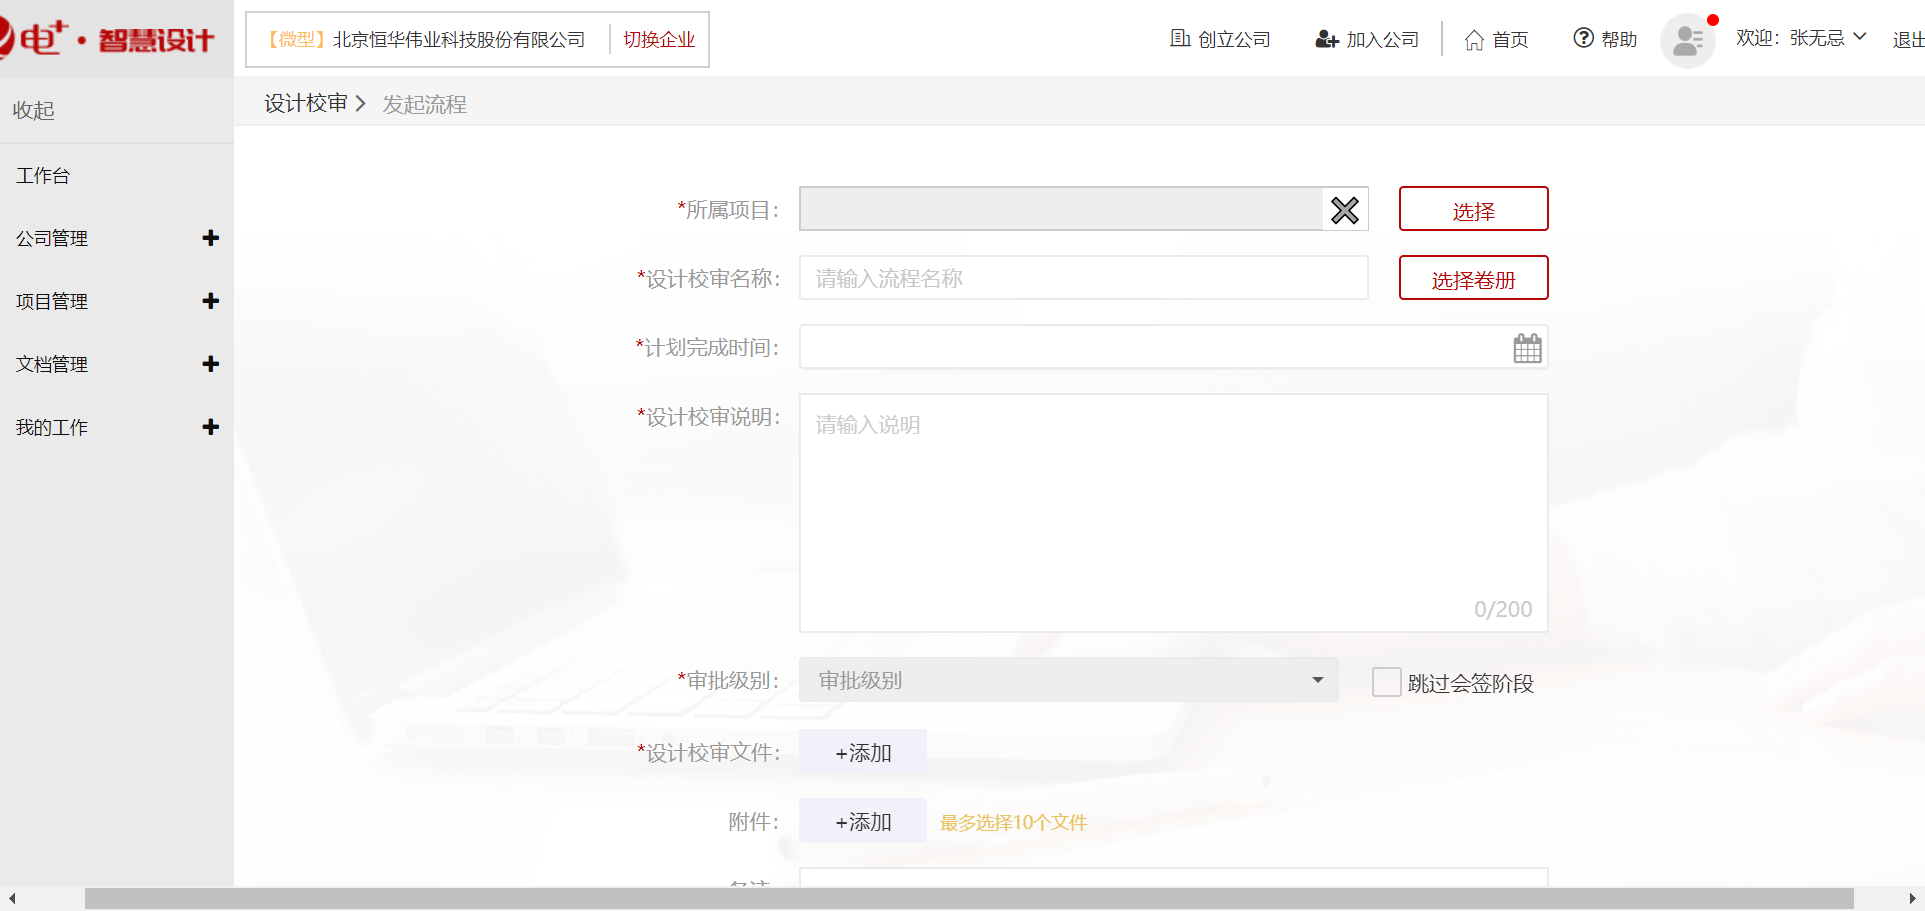 电+·智慧设计
【微型】北京恒华伟业科技股份有限公司 切换企业
创立公司 加入公司 首页 帮助 欢迎：张无忌 退出
收起
设计校审 发起流程
工作台
公司管理
项目管理
文档管理
我的工作
*所属项目： 选择
*设计校审名称： 请输入流程名称 选择卷册
*计划完成时间：
*设计校审说明： 请输入说明
0/200
*审批级别： 审批级别 跳过会签阶段
*设计校审文件： +添加
附件： +添加 最多选择10个文件